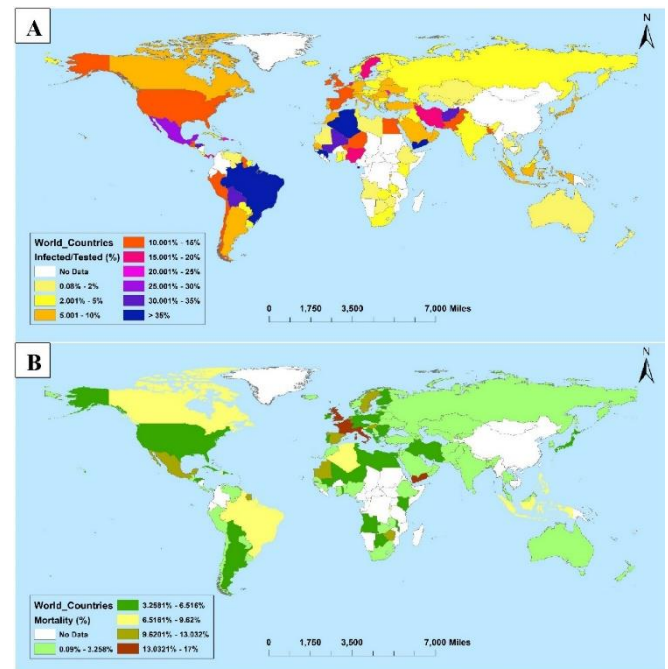 A
N
World_Countries
Infected/Tested (%)
No Data
0.08% - 2%
2.001% - 5%
5.001 - 10%
10.001% - 15%
15.001% - 20%
20.001% - 25%
25.001% - 30%
30.001% - 35%
> 35%
0 1,750 3,500 7,000 Miles
B
N
World_Countries
Mortality (%)
No Data
0.09% - 3.258%
3.2581% - 6.516%
6.5161% - 9.62%
9.6201% - 13.032%
13.0321% - 17%
0 1,750 3,500 7,000 Miles